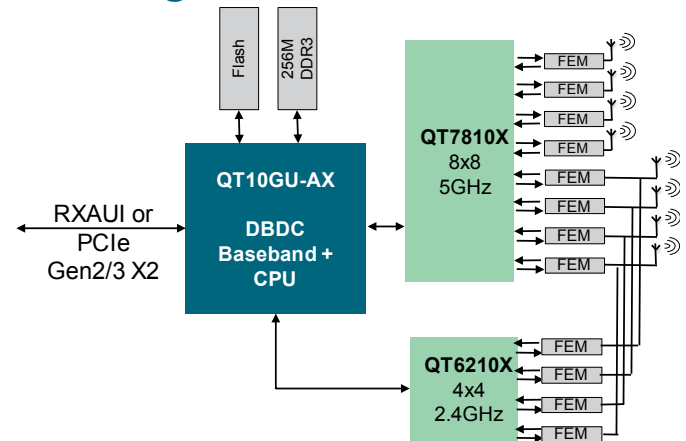 Flash
256M
DDR3
QT10GU-AX
DBDC
Baseband +
CPU
RXAUI or
PCIe
Gen2/3 X2
QT7810X
8x8
5GHz
FEM
FEM
FEM
FEM
FEM
FEM
FEM
FEM
QT6210X
4x4
2.4GHz
FEM
FEM
FEM
FEM